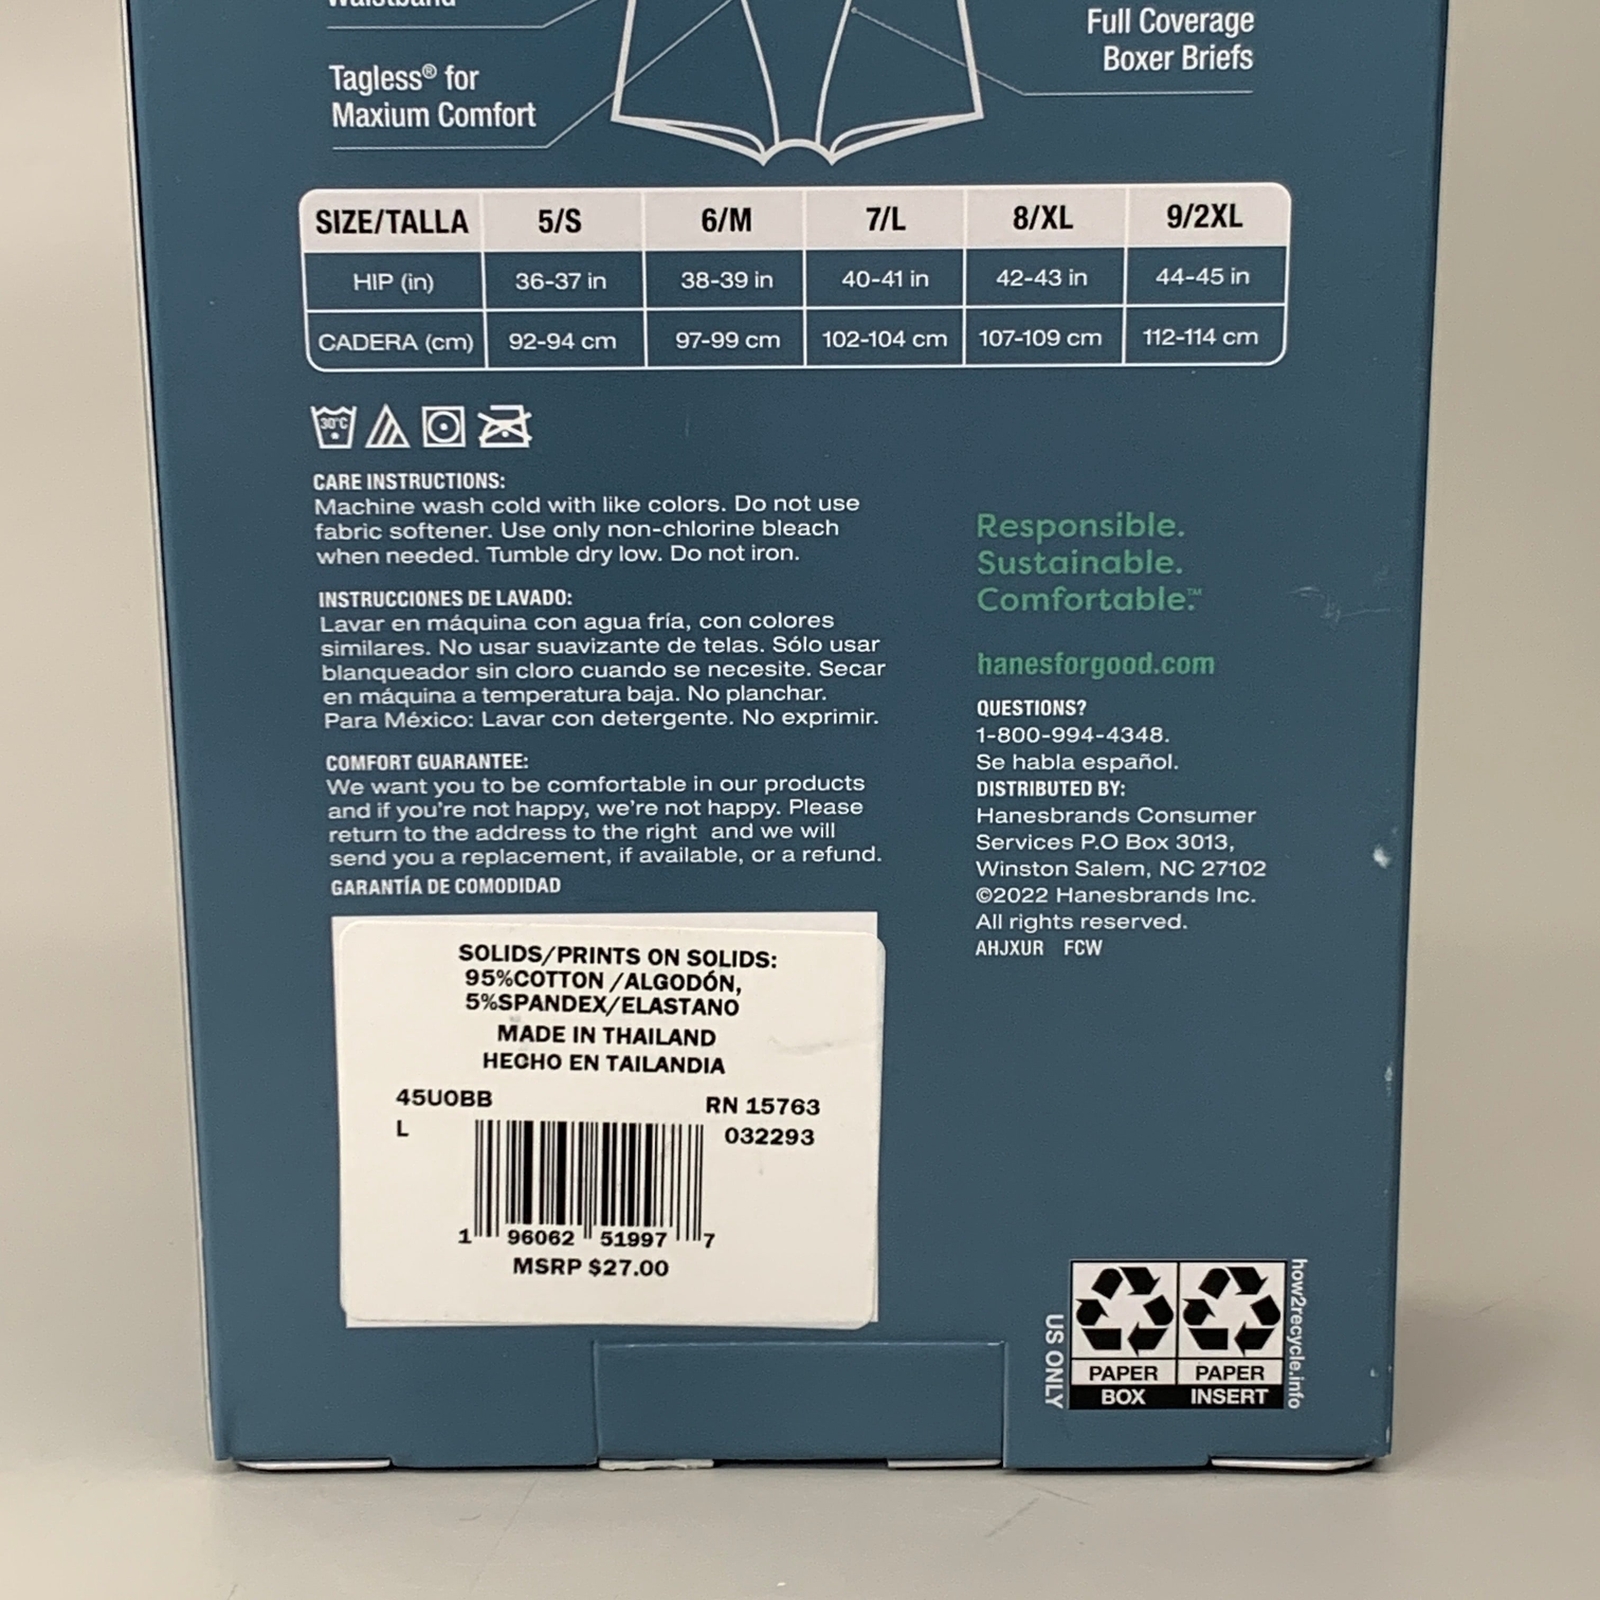 Tagless® for
Maxium Comfort
Full Coverage
Boxer Briefs
SIZE/TALLA 5/S 6/M 7/L 8/XL 9/2XL
HIP (in) 36-37 in 38-39 in 40-41 in 42-43 in 44-45 in
CADERA (cm) 92-94 cm 97-99 cm 102-104 cm 107-109 cm 112-114 cm
30°C
CARE INSTRUCTIONS:
Machine wash cold with like colors. Do not use
fabric softener. Use only non-chlorine bleach
when needed. Tumble dry low. Do not iron.
INSTRUCCIONES DE LAVADO:
Lavar en máquina con agua fría, con colores
similares. No usar suavizante de telas. Sólo usar
blanqueador sin cloro cuando se necesite. Secar
en máquina a temperatura baja. No planchar.
Para México: Lavar con detergente. No exprimir.
COMFORT GUARANTEE:
We want you to be comfortable in our products
and if you're not happy, we're not happy. Please
return to the address to the right and we will
send you a replacement, if available, or a refund.
GARANTÍA DE COMODIDAD
Responsible.
Sustainable.
Comfortable.™
hanesforgood.com
QUESTIONS?
1-800-994-4348.
Se habla español.
DISTRIBUTED BY:
Hanesbrands Consumer
Services P.O Box 3013,
Winston Salem, NC 27102
©2022 Hanesbrands Inc.
All rights reserved.
AHJXUR FCW
SOLIDS/PRINTS ON SOLIDS:
95%COTTON /ALGODÓN,
5%SPANDEX/ELASTANO
MADE IN THAILAND
HECHO EN TAILANDIA
45UOBB RN 15763
L 032293
1 96062 51997 7
MSRP $27.00
US ONLY
PAPER PAPER
BOX INSERT
how2recycle.info